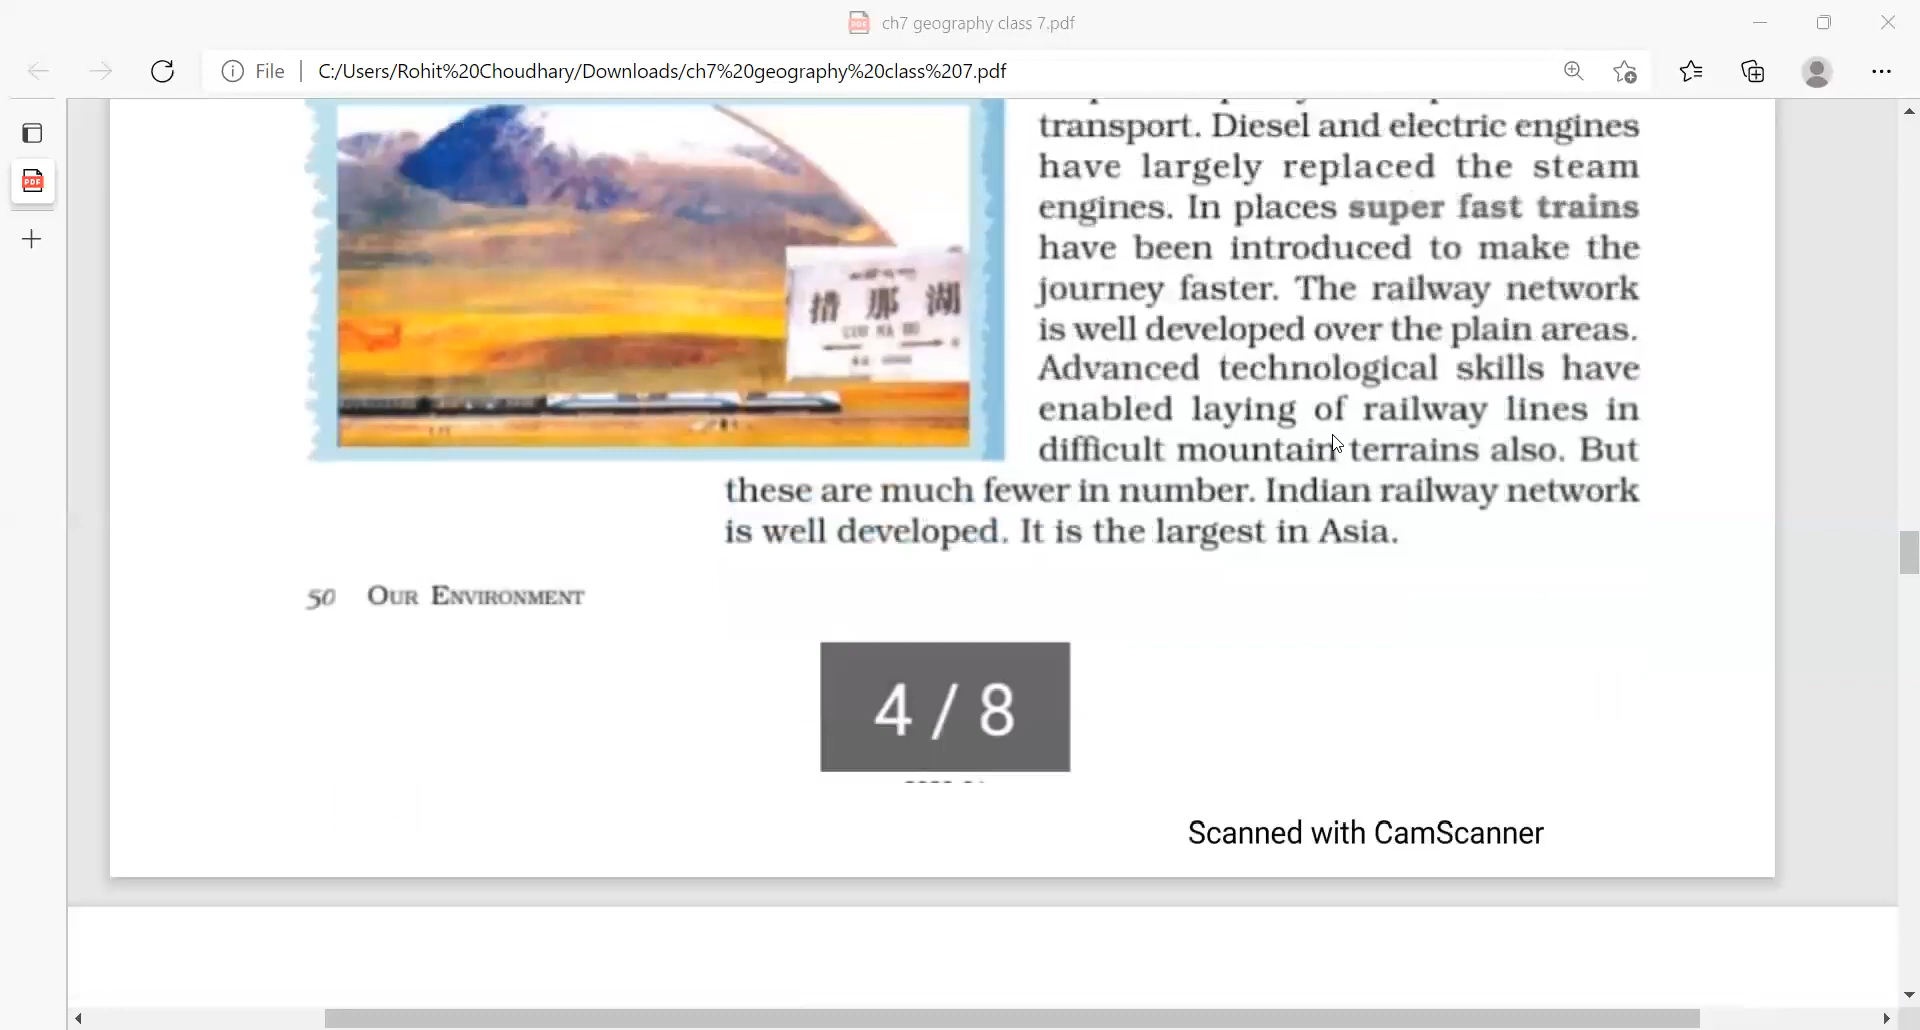 ch7 geography class 7.pdf
File
C:/Users/Rohit%20Choudhary/Downloads/ch7%20geography%20class%207.pdf
transport. Diesel and electric engines
have largely replaced the steam
engines. In places super fast trains
have been introduced to make the
journey faster. The railway network
is well developed over the plain areas.
Advanced technological skills have
enabled laying of railway lines in
difficult mountain terrains also. But
these are much fewer in number. Indian railway network
is well developed. It is the largest in Asia.
措那湖
50 OUR ENVIRONMENT
4 / 8
Scanned with CamScanner